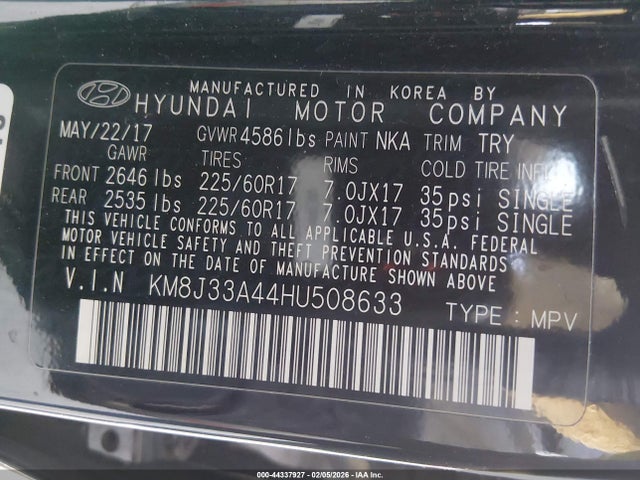 MANUFACTURED IN KOREA BY
HYUNDAI MOTOR COMPANY
MAY/22/17 GVWR 4586 lbs PAINT NKA TRIM TRY
GAWR TIRES RIMS COLD TIRE
FRONT 2646 lbs 225/60R17 7.0JX17 35psi SINGLE
REAR 2535 lbs 225/60R17 7.0JX17 35psi SINGLE
THIS VEHICLE CONFORMS TO ALL APPLICABLE U.S.A. FEDERAL
MOTOR VEHICLE SAFETY AND THEFT PREVENTION STANDARDS
IN EFFECT ON THE DATE OF MANUFACTURE SHOWN ABOVE
V.I.N KM8J33A44HU508633 TYPE : MPV
000-44337927 - 02/05/2026 - IAA Inc.